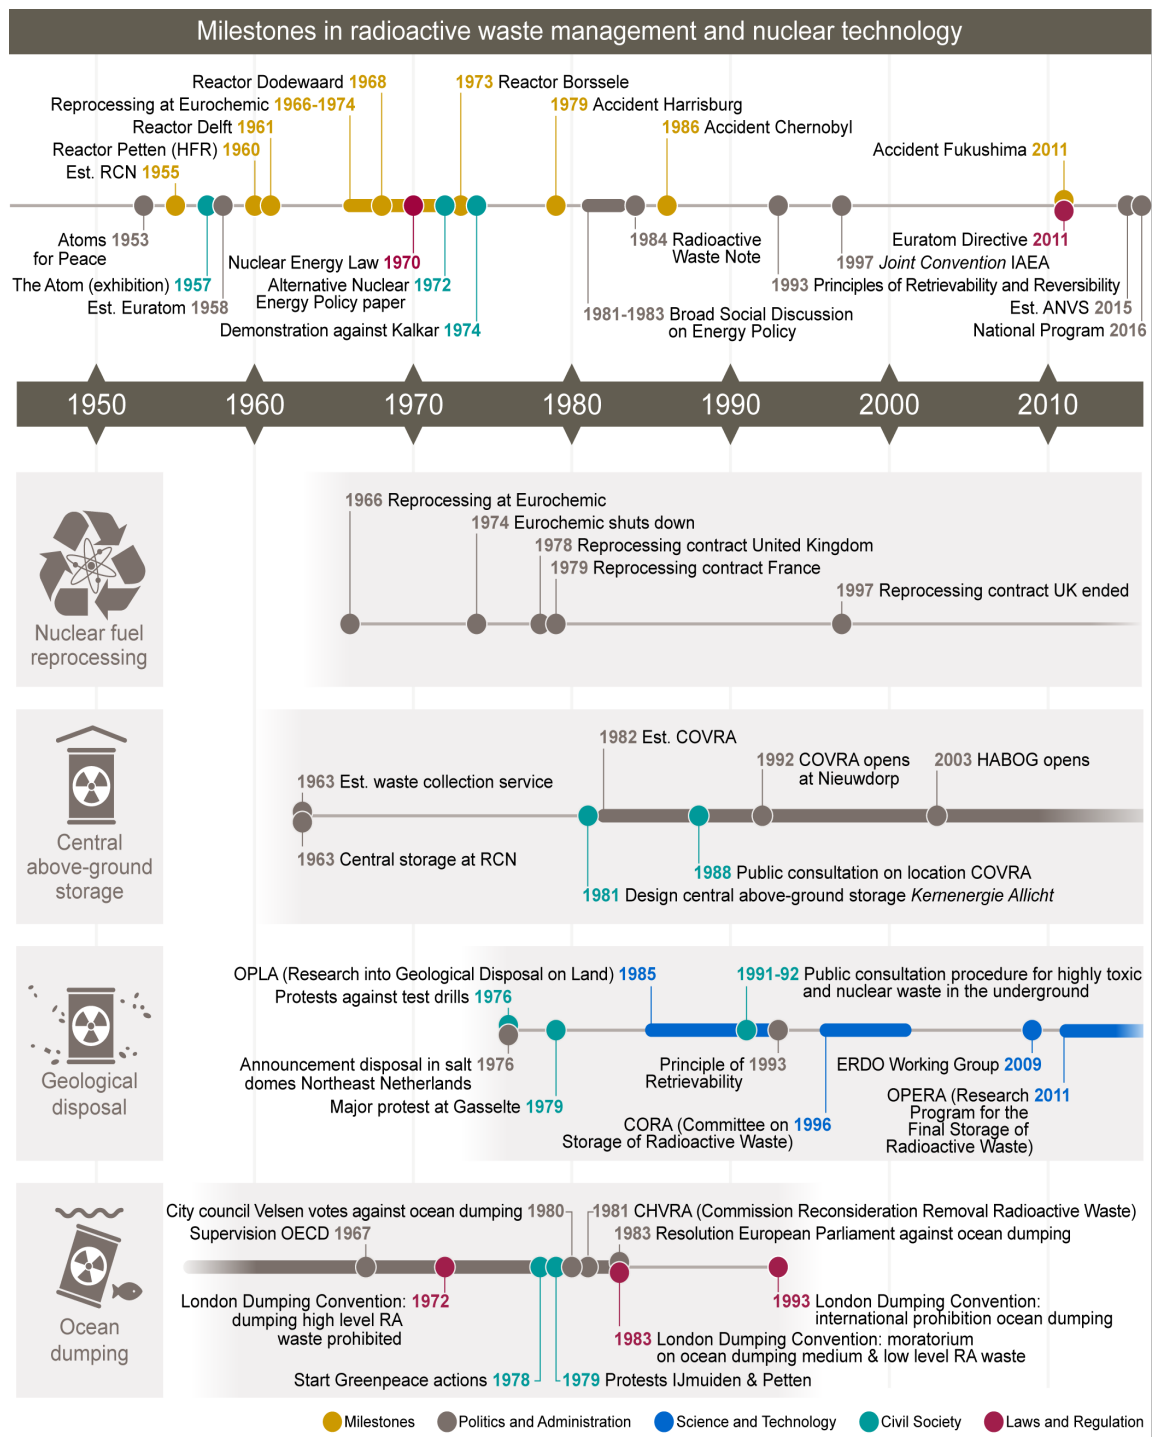 Milestones in radioactive waste management and nuclear technology
Reactor Dodewaard 1968
1973 Reactor Borssele
Reprocessing at Eurochemic 1966-1974
1979 Accident Harrisburg
Reactor Delft 1961
1986 Accident Chernobyl
Reactor Petten (HFR) 1960
Accident Fukushima 2011
Est. RCN 1955
Atoms 1953
for Peace
1984 Radioactive
Waste Note
Euratom Directive 2011
Nuclear Energy Law 1970
1997 Joint Convention IAEA
The Atom (exhibition) 1957
Alternative Nuclear 1972
Energy Policy paper
1993 Principles of Retrievability and Reversibility
Est. Euratom 1958
1981-1983 Broad Social Discussion
on Energy Policy
Est. ANVS 2015
Demonstration against Kalkar 1974
National Program 2016
1950 1960 1970 1980 1990 2000 2010
Nuclear fuel
reprocessing
1966 Reprocessing at Eurochemic
1974 Eurochemic shuts down
1978 Reprocessing contract United Kingdom
1979 Reprocessing contract France
1997 Reprocessing contract UK ended
Central
above-ground
storage
1982 Est. COVRA
1992 COVRA opens
at Nieuwdorp
2003 HABOG opens
1963 Est. waste collection service
1963 Central storage at RCN
1988 Public consultation on location COVRA
1981 Design central above-ground storage Kernenergie Allicht
Geological
disposal
OPLA (Research into Geological Disposal on Land) 1985
1991-92 Public consultation procedure for highly toxic
and nuclear waste in the underground
Protests against test drills 1976
Announcement disposal in salt 1976
domes Northeast Netherlands
Principle of 1993
Retrievability
ERDO Working Group 2009
Major protest at Gasselte 1979
OPERA (Research 2011
Program for the
Final Storage of
Radioactive Waste)
CORA (Committee on 1996
Storage of Radioactive Waste)
Ocean
dumping
City council Velsen votes against ocean dumping 1980
1981 CHVRA (Commission Reconsideration Removal Radioactive Waste)
Supervision OECD 1967
1983 Resolution European Parliament against ocean dumping
London Dumping Convention: 1972
dumping high level RA
waste prohibited
1993 London Dumping Convention:
international prohibition ocean dumping
1983 London Dumping Convention: moratorium
on ocean dumping medium & low level RA waste
Start Greenpeace actions 1978
1979 Protests IJmuiden & Petten
Milestones
Politics and Administration
Science and Technology
Civil Society
Laws and Regulation